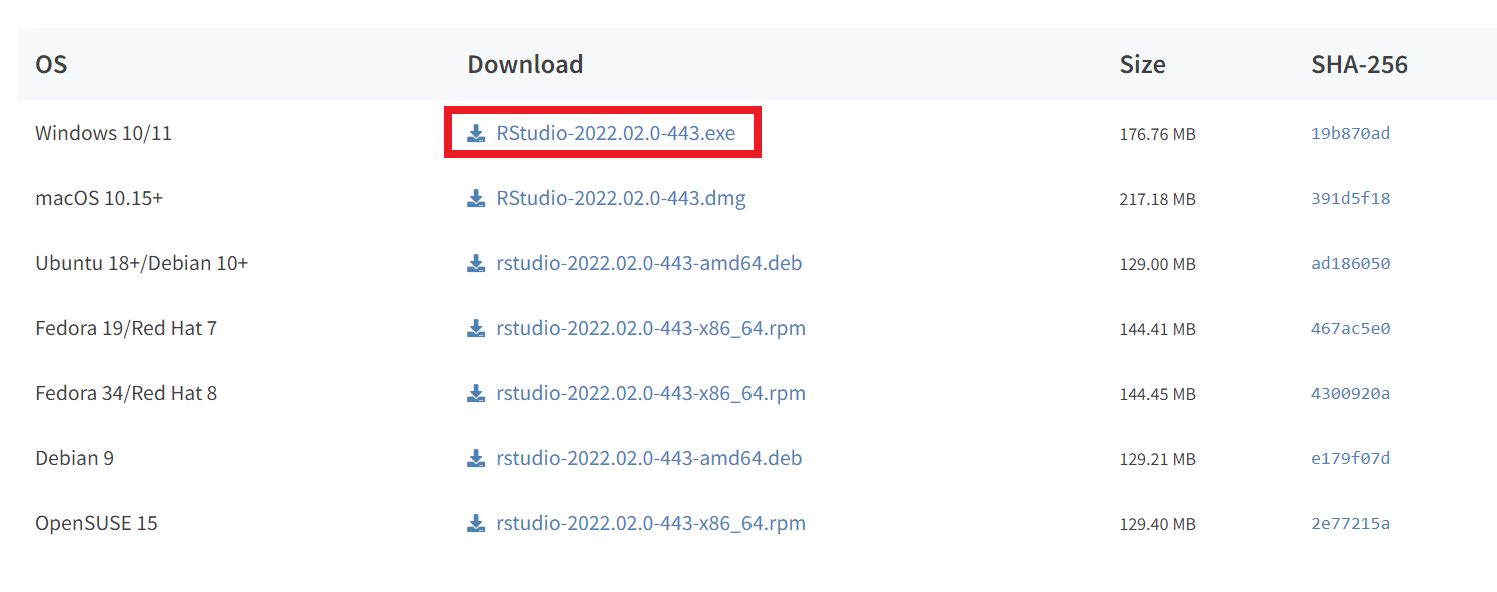 OS Download Size SHA-256
Windows 10/11 RStudio-2022.02.0-443.exe 176.76 MB 19b870ad
macOS 10.15+ RStudio-2022.02.0-443.dmg 217.18 MB 391d5f18
Ubuntu 18+/Debian 10+ rstudio-2022.02.0-443-amd64.deb 129.00 MB ad186050
Fedora 19/Red Hat 7 rstudio-2022.02.0-443-x86_64.rpm 144.41 MB 467ac5e0
Fedora 34/Red Hat 8 rstudio-2022.02.0-443-x86_64.rpm 144.45 MB 4300920a
Debian 9 rstudio-2022.02.0-443-amd64.deb 129.21 MB e179f07d
OpenSUSE 15 rstudio-2022.02.0-443-x86_64.rpm 129.40 MB 2e77215a